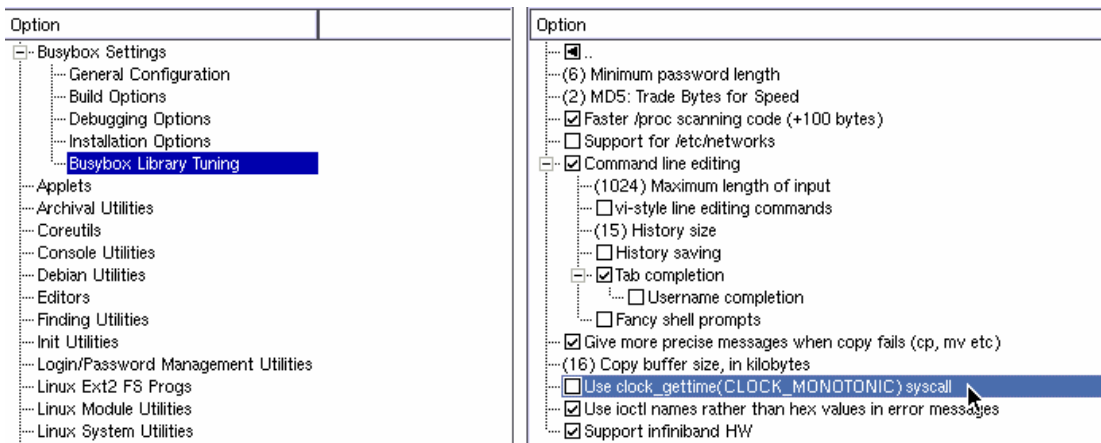 Option
Busybox Settings
General Configuration
Build Options
Debugging Options
Installation Options
Busybox Library Tuning
Applets
Archival Utilities
Coreutils
Console Utilities
Debian Utilities
Editors
Finding Utilities
Init Utilities
Login/Password Management Utilities
Linux Ext2 FS Progs
Linux Module Utilities
Linux System Utilities
Option
..
(6) Minimum password length
(2) MD5: Trade Bytes for Speed
Faster /proc scanning code (+100 bytes)
Support for /etc/networks
Command line editing
(1024) Maximum length of input
vi-style line editing commands
(15) History size
History saving
Tab completion
Username completion
Fancy shell prompts
Give more precise messages when copy fails (cp, mv etc)
(16) Copy buffer size, in kilobytes
Use clock_gettime(CLOCK_MONOTONIC) syscall
Use ioctl names rather than hex values in error messages
Support infiniband HW